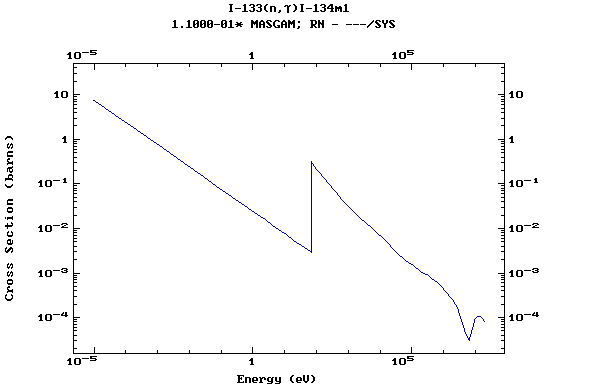 I-133(n,γ)I-134m1
1.1000-01* MASGAM; RN - ---/SYS
10⁻⁵ 1 10⁵
10 10
1 1
10⁻¹ 10⁻¹
10⁻² 10⁻²
10⁻³ 10⁻³
10⁻⁴ 10⁻⁴
10⁻⁵ 1 10⁵
Cross Section (barns)
Energy (eV)